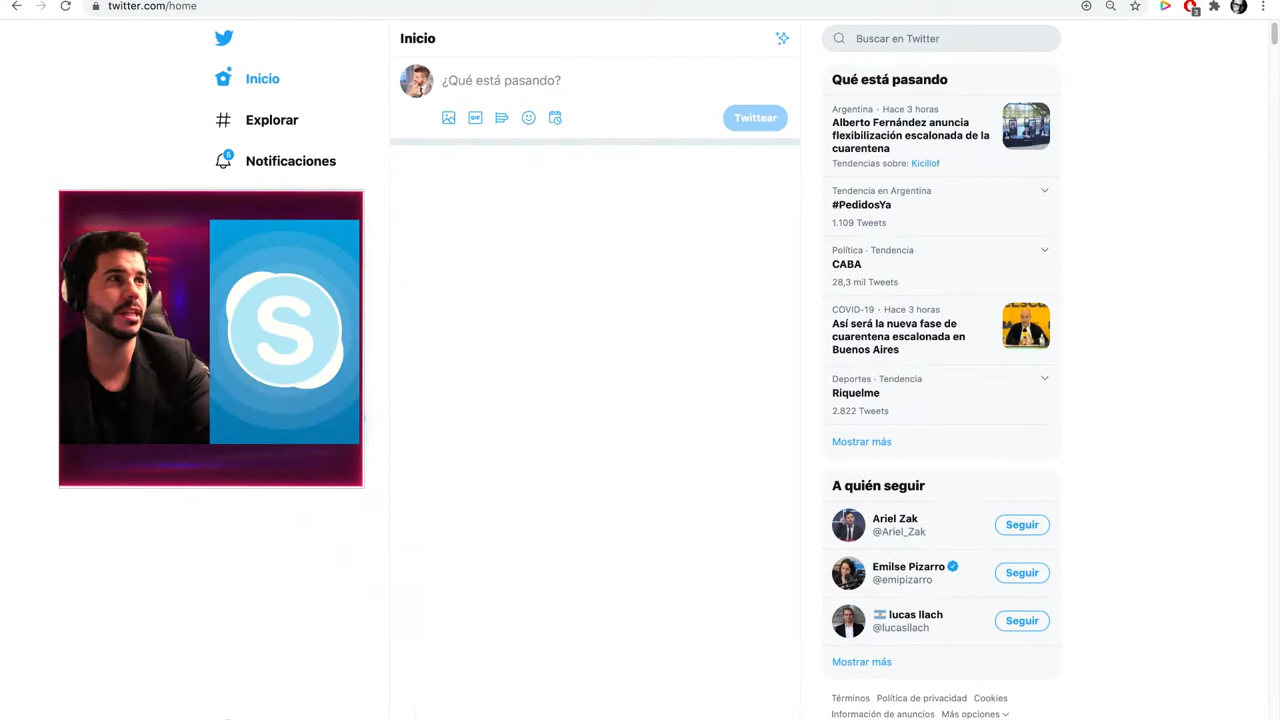 twitter.com/home
3
Inicio
Buscar en Twitter
Inicio
¿Qué está pasando?
GIF
Twittear
Explorar
5
Notificaciones
S
Qué está pasando
Argentina · Hace 3 horas
Alberto Fernández anuncia
flexibilización escalonada de la
cuarentena
Tendencias sobre: Kicillof
Tendencia en Argentina
#PedidosYa
1.109 Tweets
Política · Tendencia
CABA
28,3 mil Tweets
COVID-19 · Hace 3 horas
Así será la nueva fase de
cuarentena escalonada en
Buenos Aires
Deportes · Tendencia
Riquelme
2.822 Tweets
Mostrar más
A quién seguir
Ariel Zak
@Ariel_Zak
Seguir
Emilse Pizarro
@emipizarro
Seguir
lucas llach
@lucasllach
Seguir
Mostrar más
Términos Política de privacidad Cookies
Información de anuncios Más opciones